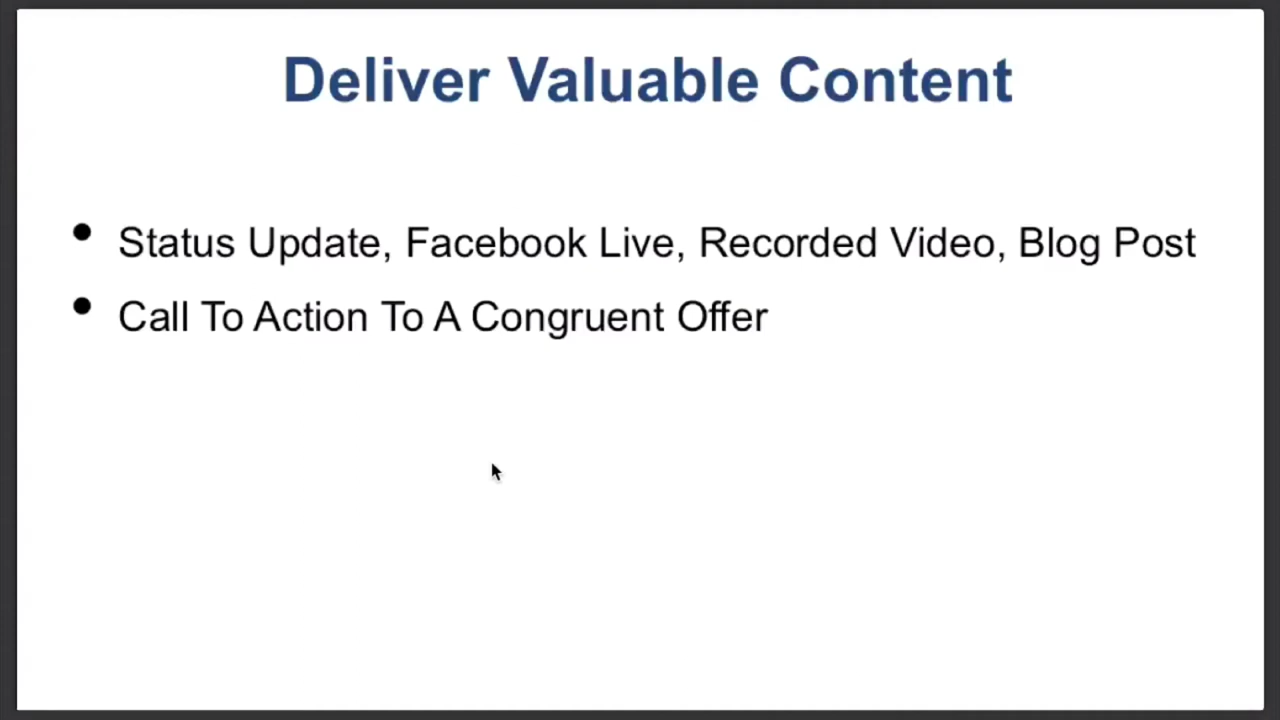 Deliver Valuable Content
• Status Update, Facebook Live, Recorded Video, Blog Post
• Call To Action To A Congruent Offer